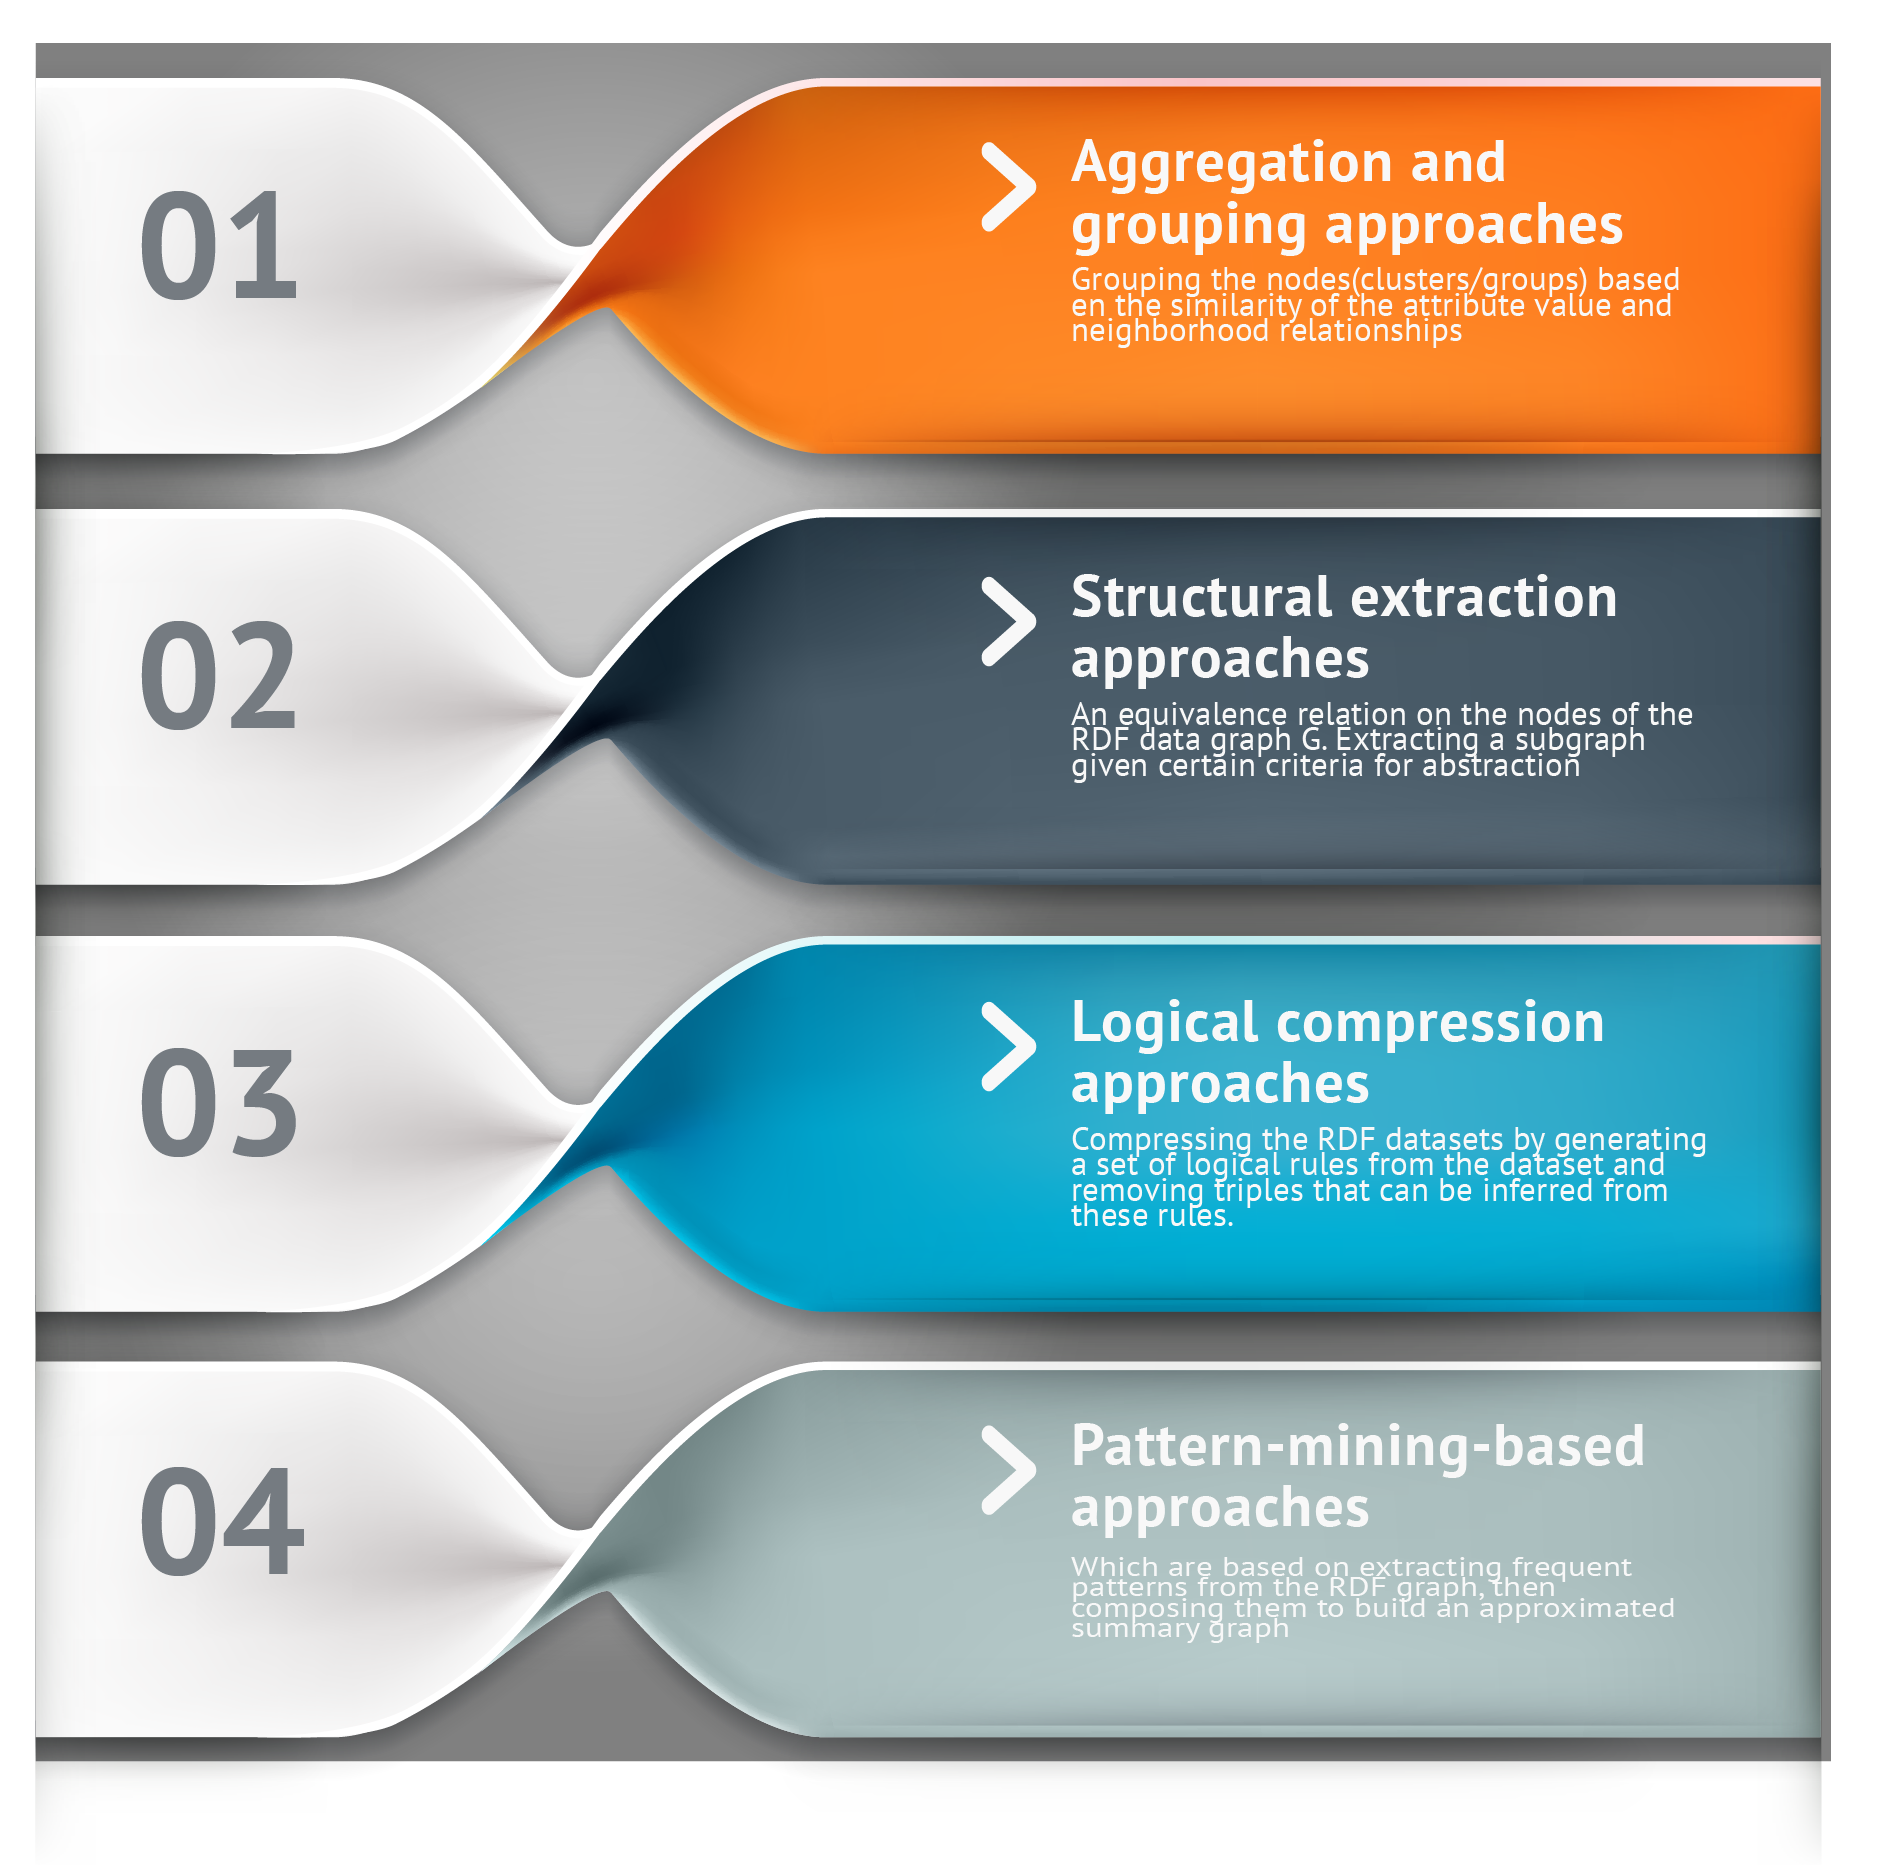 01
Aggregation and
grouping approaches
Grouping the nodes(clusters/groups) based
en the similarity of the attribute value and
neighborhood relationships
02
Structural extraction
approaches
An equivalence relation on the nodes of the
RDF data graph G. Extracting a subgraph
given certain criteria for abstraction
03
Logical compression
approaches
Compressing the RDF datasets by generating
a set of logical rules from the dataset and
removing triples that can be inferred from
these rules.
04
Pattern-mining-based
approaches
Which are based on extracting frequent
patterns from the RDF graph, then
composing them to build an approximated
summary graph